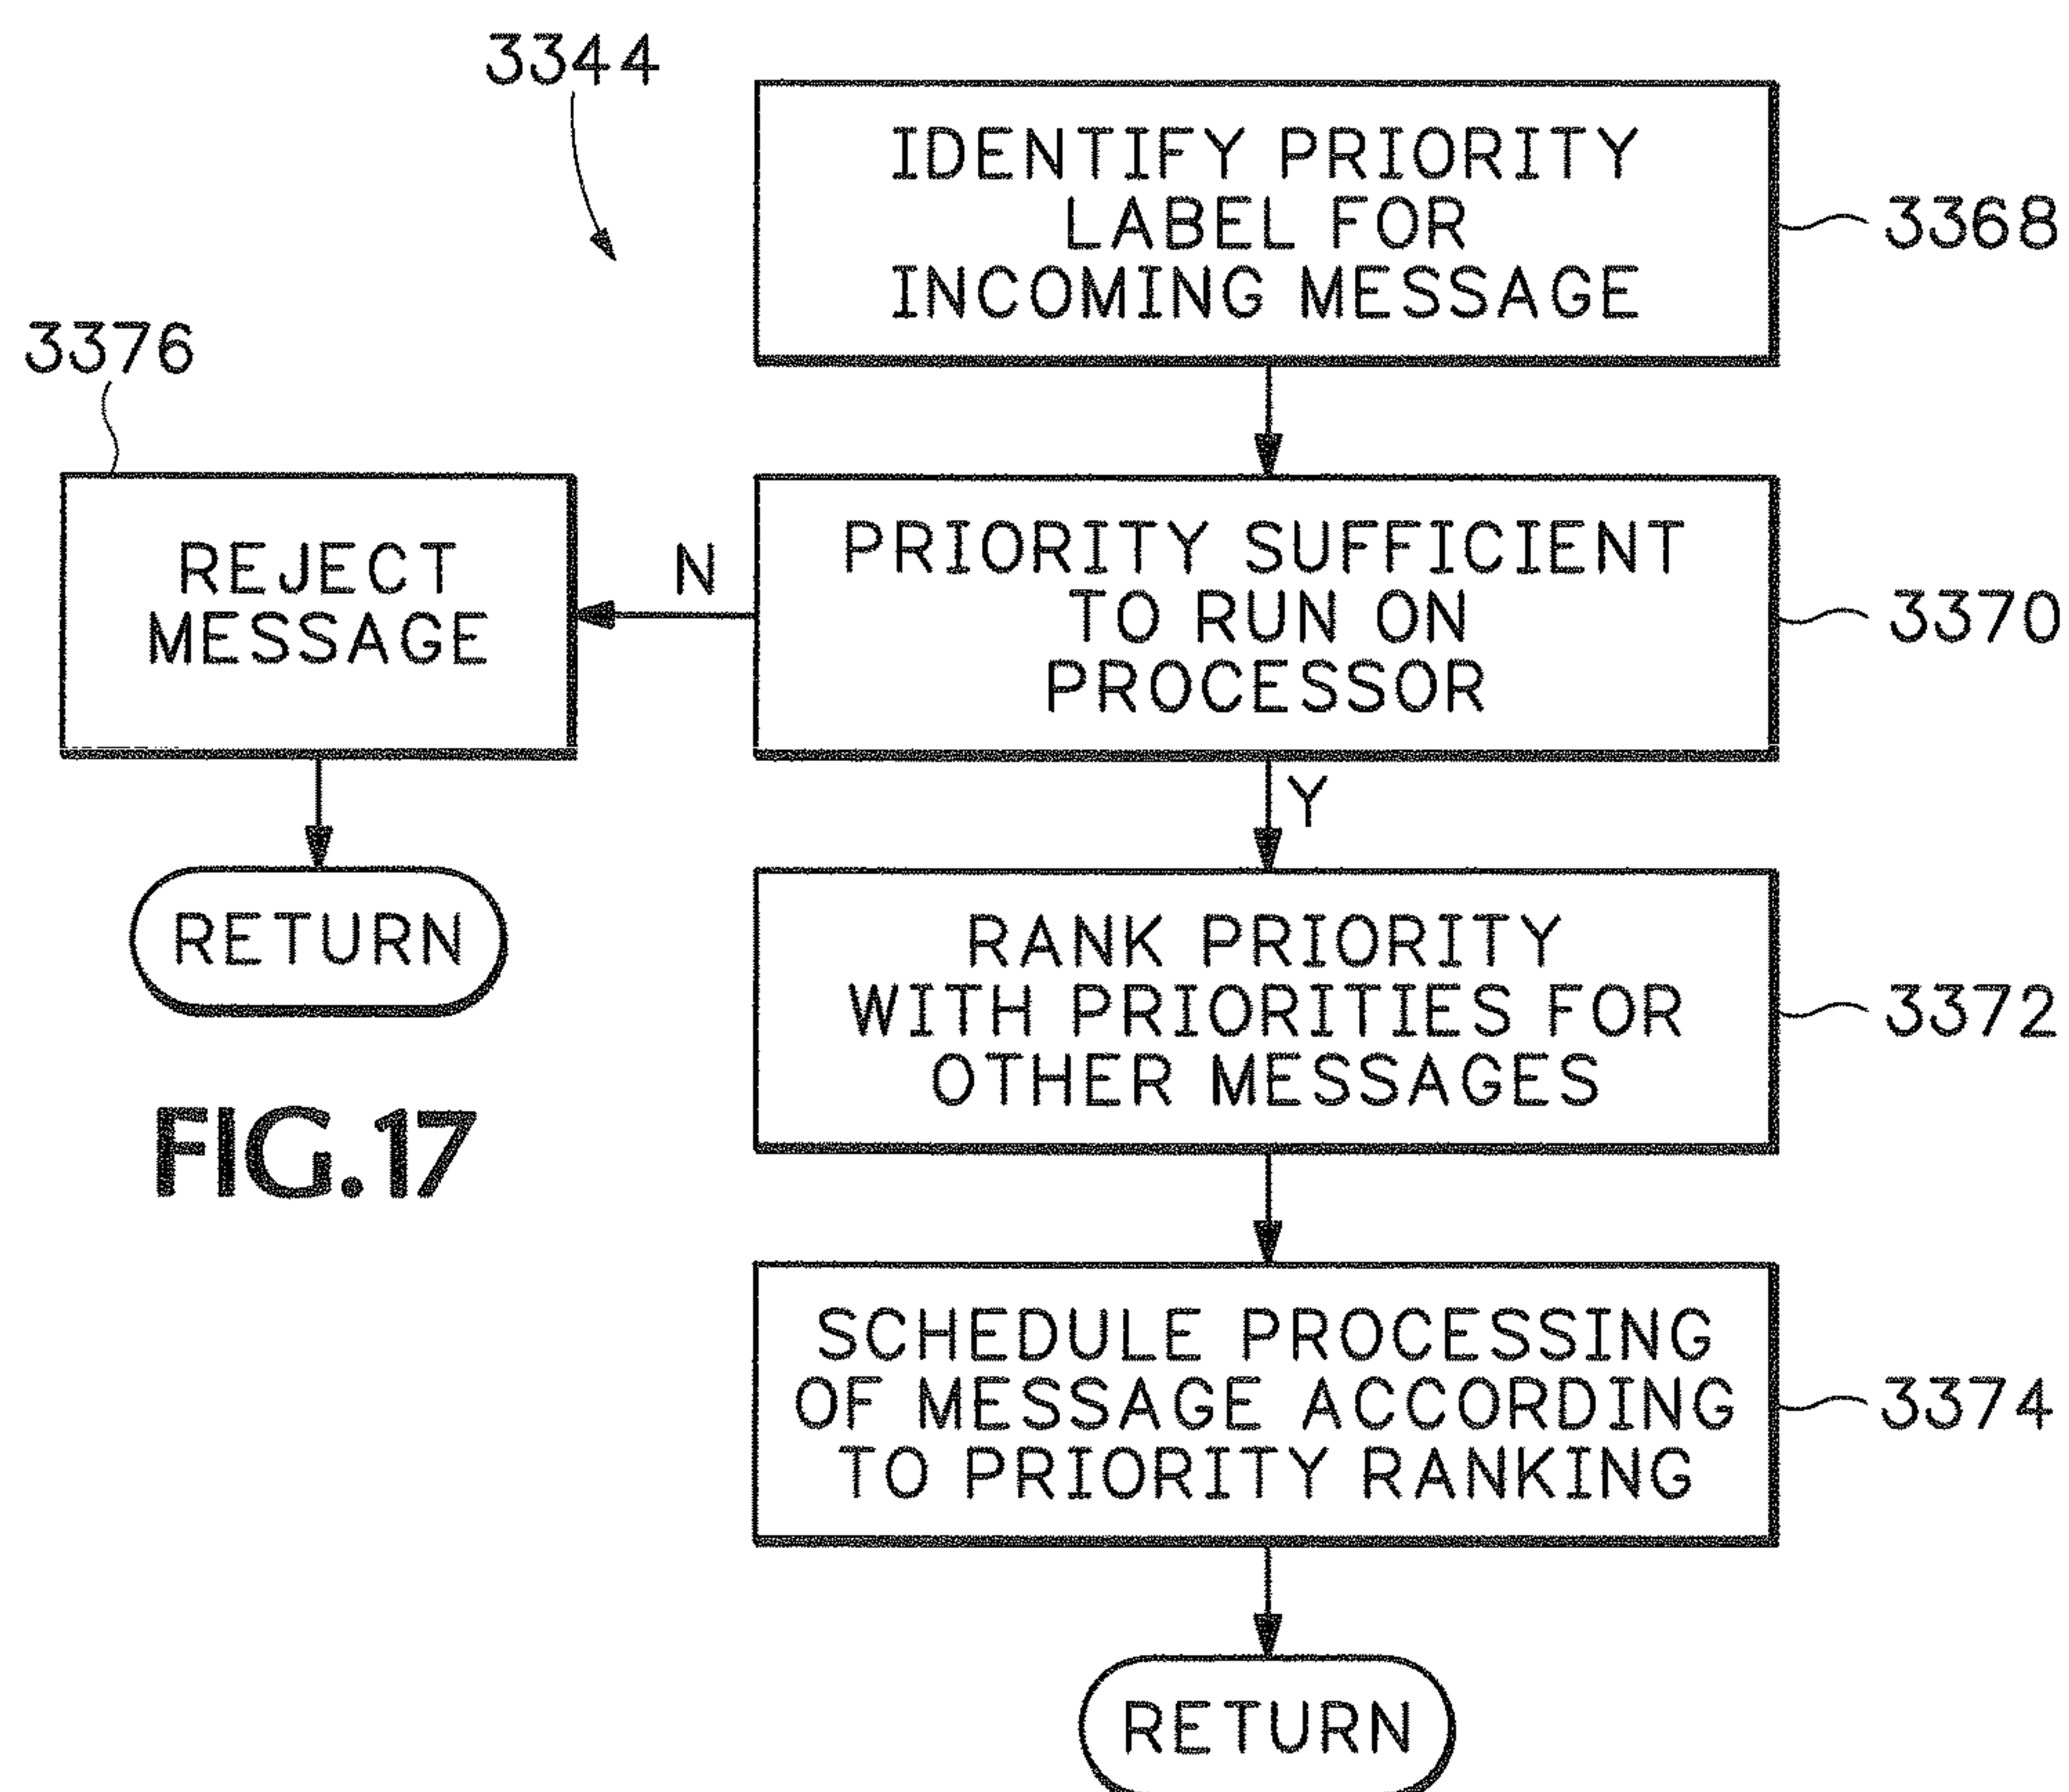 3344
IDENTIFY PRIORITY
LABEL FOR
INCOMING MESSAGE
3368
3376
REJECT
MESSAGE
N
PRIORITY SUFFICIENT
TO RUN ON
PROCESSOR
3370
Y
RETURN
RANK PRIORITY
WITH PRIORITIES FOR
OTHER MESSAGES
3372
FIG.17
SCHEDULE PROCESSING
OF MESSAGE ACCORDING
TO PRIORITY RANKING
3374
RETURN